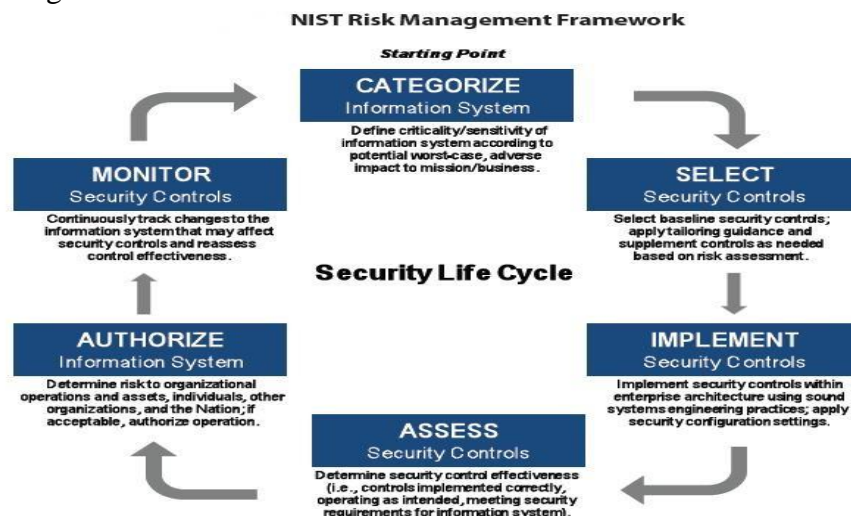 NIST Risk Management Framework
Starting Point
CATEGORIZE
Information System
Define criticality/sensitivity of
information system according to
potential worst-case, adverse
impact to mission/business.
SELECT
Security Controls
Select baseline security controls;
apply tailoring guidance and
supplement controls as needed
based on risk assessment.
IMPLEMENT
Security Controls
Implement security controls within
enterprise architecture using sound
systems engineering practices; apply
security configuration settings.
ASSESS
Security Controls
Determine security control effectiveness
(i.e., controls implemented correctly,
operating as intended, meeting security
requirements for information system).
AUTHORIZE
Information System
Determine risk to organizational
operations and assets, individuals, other
organizations, and the Nation; if
acceptable, authorize operation.
MONITOR
Security Controls
Continuously track changes to the
information system that may affect
security controls and reassess
control effectiveness.
Security Life Cycle